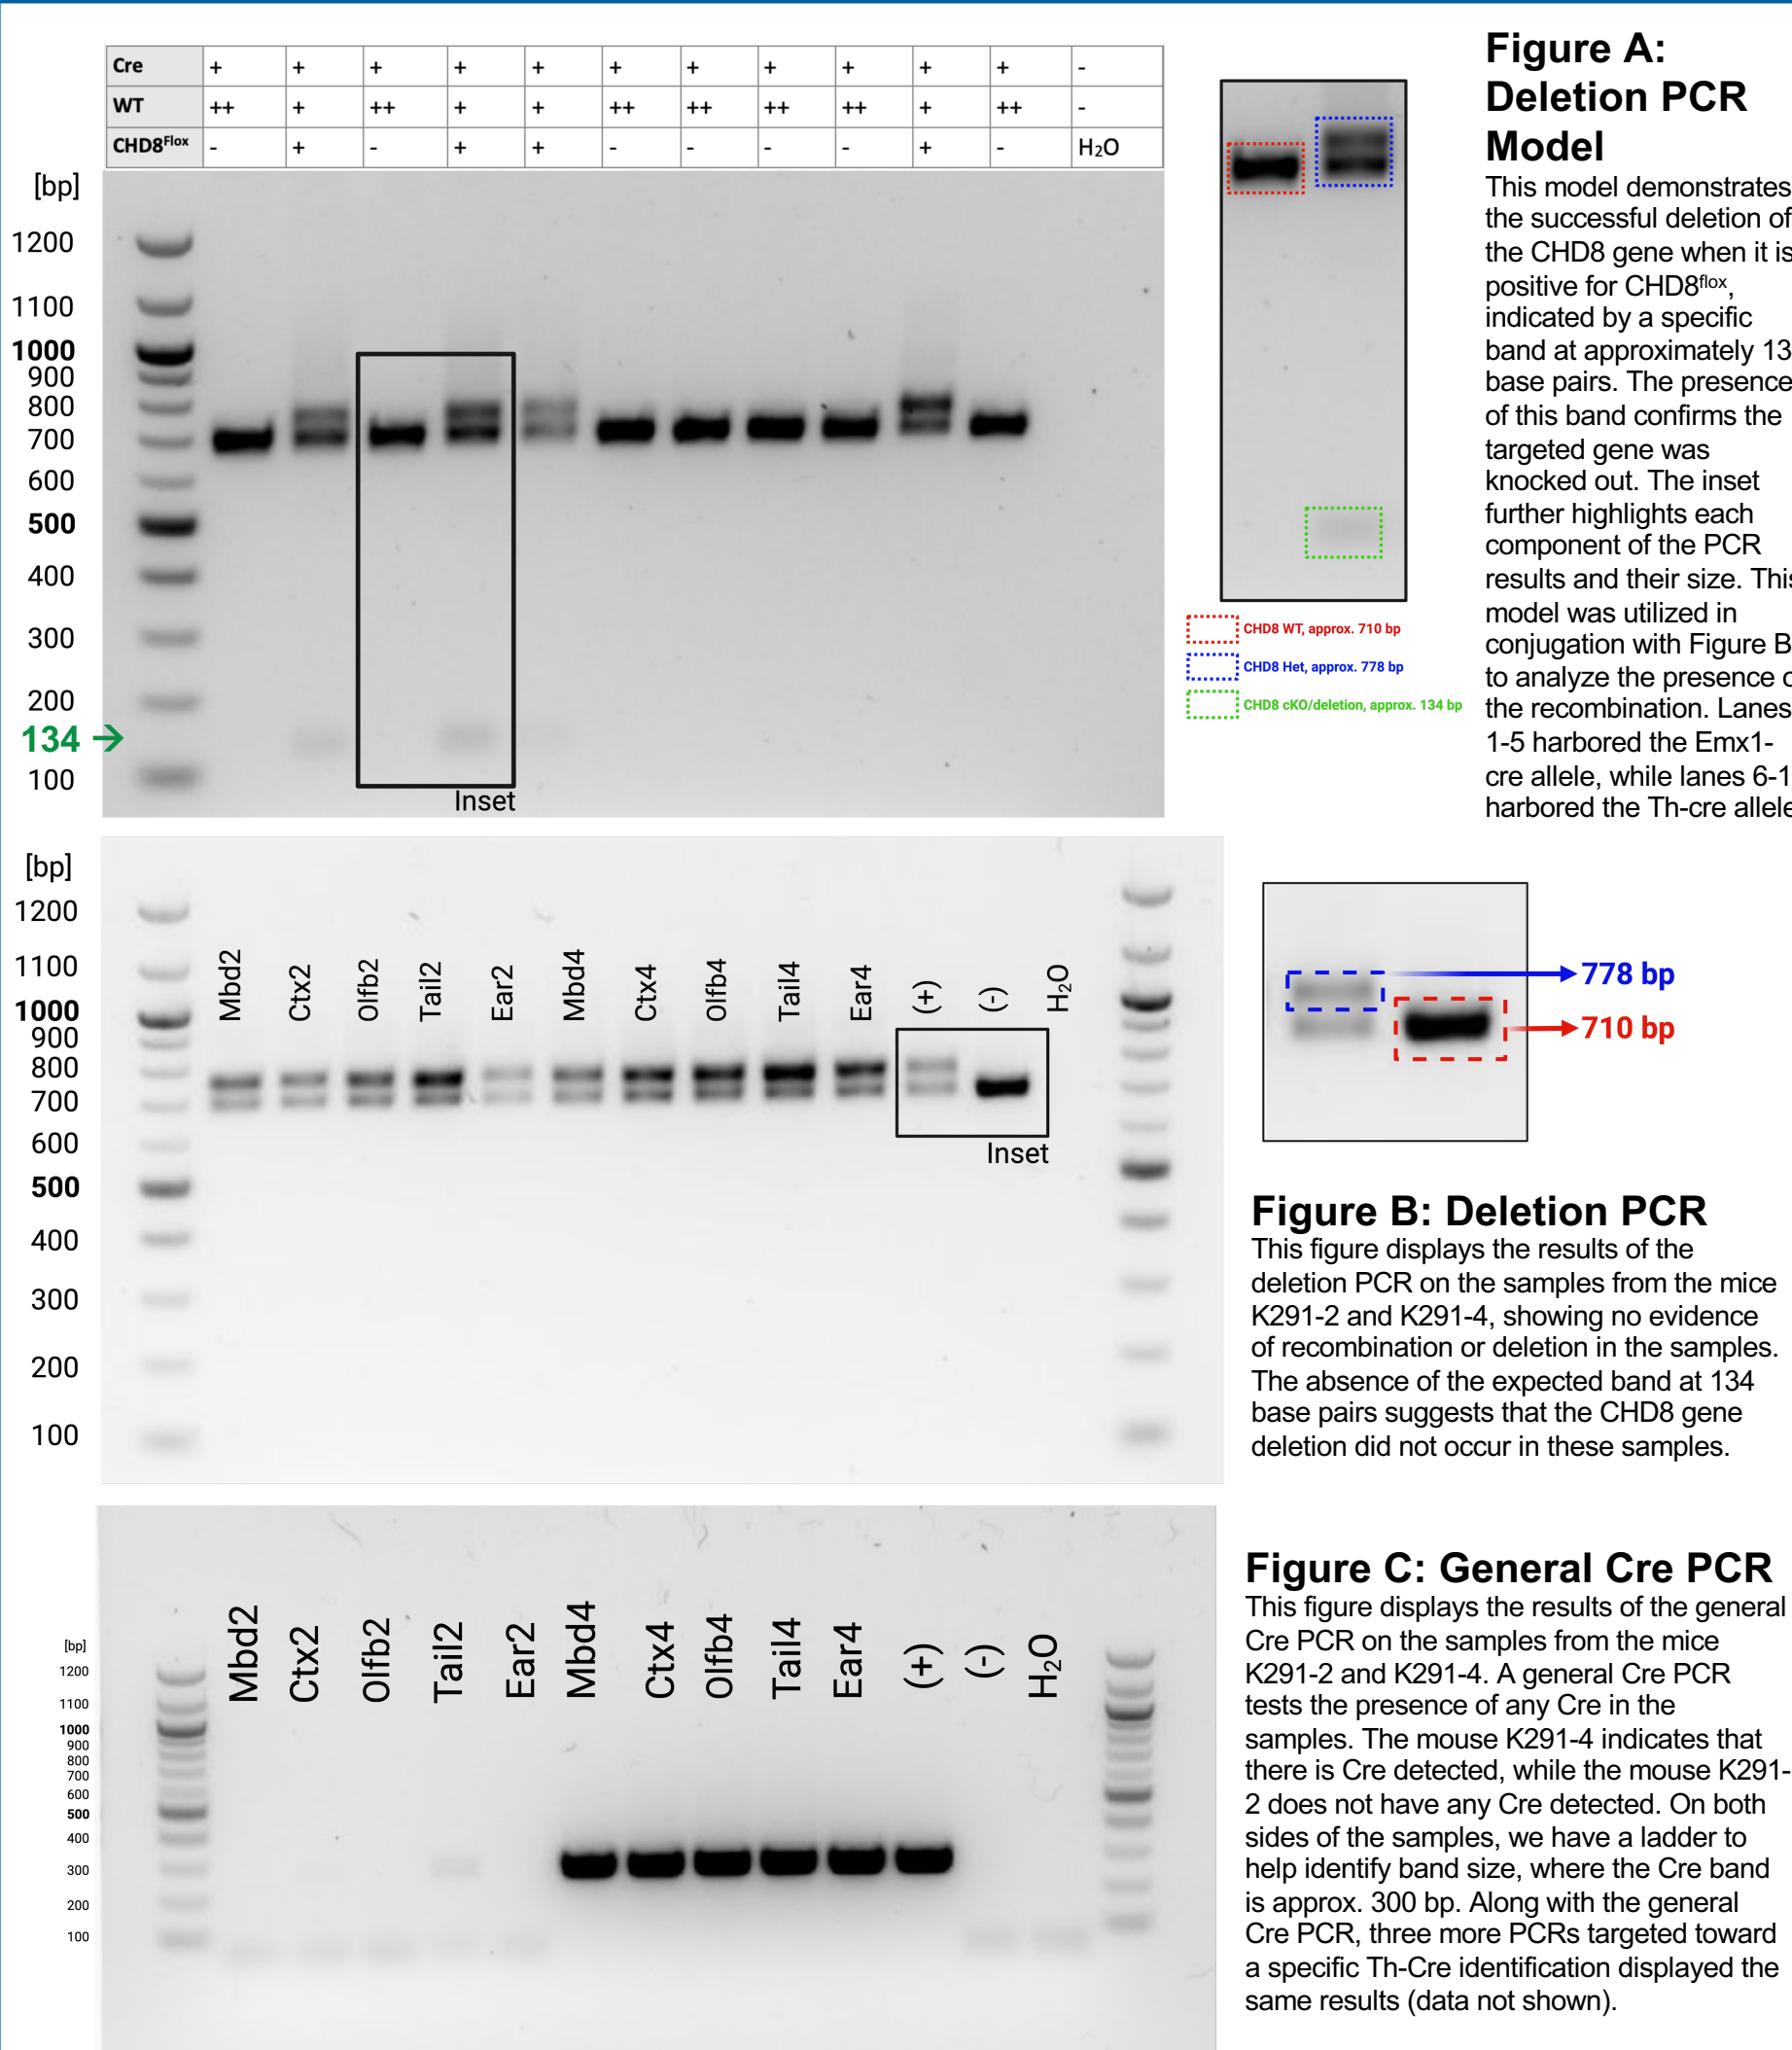 Cre + + + + + + + + + + + -
WT ++ + ++ + + ++ ++ ++ ++ + ++ -
CHD8Flox - + - + + - - - - + - H₂O
[bp]
1200
1100
1000
900
800
700
600
500
400
300
200
134 →
100
Inset
CHD8 WT, approx. 710 bp
CHD8 Het, approx. 778 bp
CHD8 cKO/deletion, approx. 134 bp
Figure A:
Deletion PCR
Model
This model demonstrates
the successful deletion of
the CHD8 gene when it is
positive for CHD8flox,
indicated by a specific
band at approximately 13
base pairs. The presence
of this band confirms the
targeted gene was
knocked out. The inset
further highlights each
component of the PCR
results and their size. This
model was utilized in
conjugation with Figure B
to analyze the presence o
the recombination. Lanes
1-5 harbored the Emx1-
cre allele, while lanes 6-1
harbored the Th-cre allele
[bp]
1200
1100
1000
900
800
700
600
500
400
300
200
100
Mbd2 Ctx2 Olfb2 Tail2 Ear2 Mbd4 Ctx4 Olfb4 Tail4 Ear4 (+) (-) H₂O
Inset
778 bp
710 bp
Figure B: Deletion PCR
This figure displays the results of the
deletion PCR on the samples from the mice
K291-2 and K291-4, showing no evidence
of recombination or deletion in the samples.
The absence of the expected band at 134
base pairs suggests that the CHD8 gene
deletion did not occur in these samples.
[bp]
1200
1100
1000
900
800
700
600
500
400
300
200
100
Mbd2 Ctx2 Olfb2 Tail2 Ear2 Mbd4 Ctx4 Olfb4 Tail4 Ear4 (+) (-) H₂O
Figure C: General Cre PCR
This figure displays the results of the general
Cre PCR on the samples from the mice
K291-2 and K291-4. A general Cre PCR
tests the presence of any Cre in the
samples. The mouse K291-4 indicates that
there is Cre detected, while the mouse K291-
2 does not have any Cre detected. On both
sides of the samples, we have a ladder to
help identify band size, where the Cre band
is approx. 300 bp. Along with the general
Cre PCR, three more PCRs targeted toward
a specific Th-Cre identification displayed the
same results (data not shown).